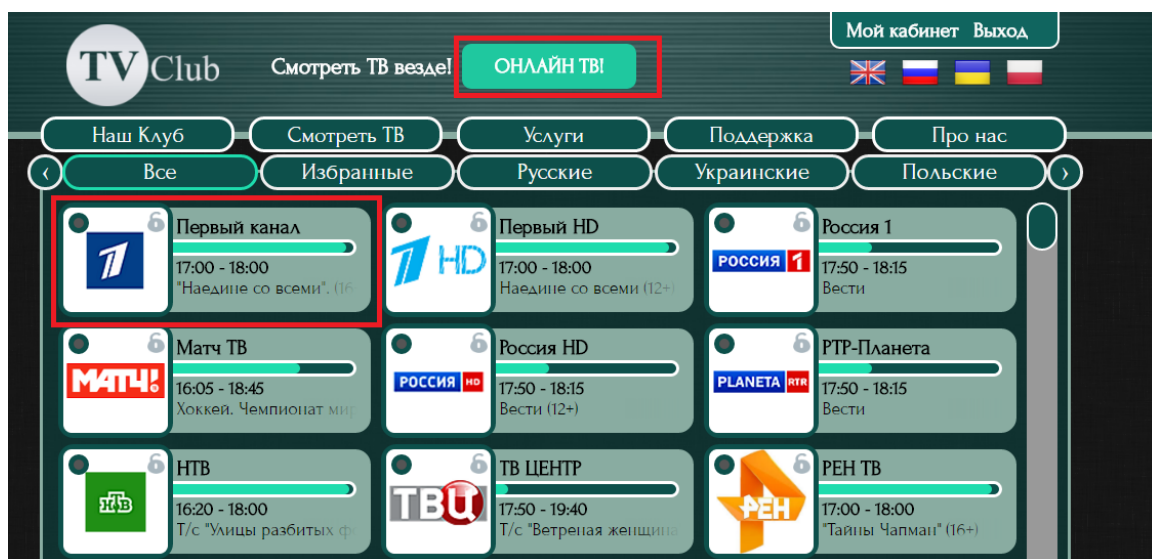 Мой кабинет Выход
TV Club
Смотреть ТВ везде!
ОНЛАЙН ТВ!
Наш Клуб
Смотреть ТВ
Услуги
Поддержка
Про нас
Все
Избранные
Русские
Украинские
Польские
1
Первый канал
17:00 - 18:00
"Наедине со всеми". (16
1 HD
Первый HD
17:00 - 18:00
Наедине со всеми (12+)
РОССИЯ 1
Россия 1
17:50 - 18:15
Вести
МАТЧ!
Матч ТВ
16:05 - 18:45
Хоккей. Чемпионат мир
РОССИЯ HD
Россия HD
17:50 - 18:15
Вести (12+)
PLANETA RTR
РТР-Планета
17:50 - 18:15
Вести
НТВ
НТВ
16:20 - 18:00
Т/с "Улицы разбитых ф
ТВЦ
ТВ ЦЕНТР
17:50 - 19:40
Т/с "Ветреная женщина
РЕН
РЕН ТВ
17:00 - 18:00
"Тайны Чапман" (16+)